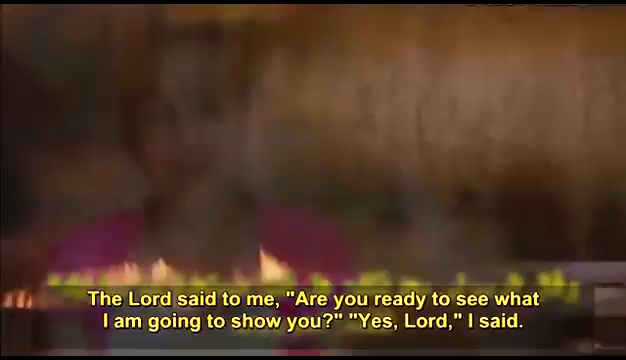 The Lord said to me, "Are you ready to see what
I am going to show you?" "Yes, Lord," I said.